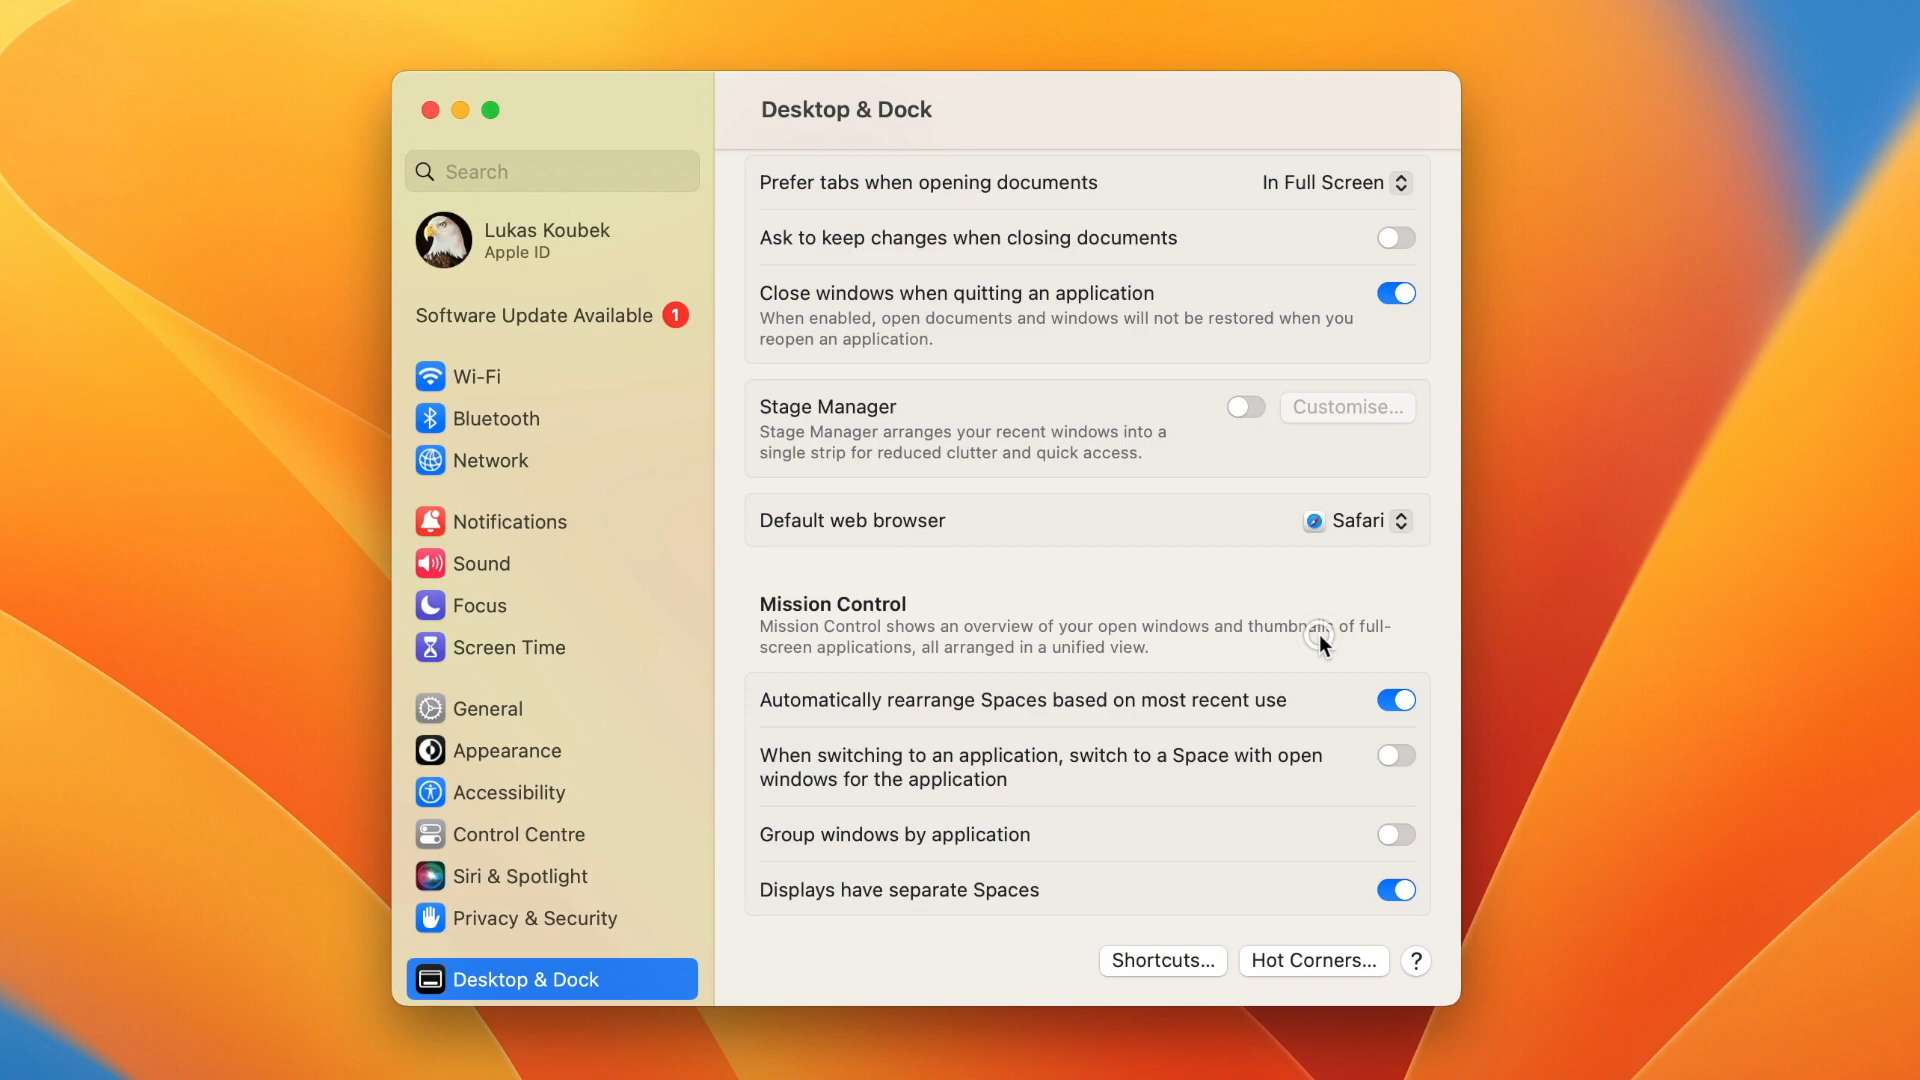 Desktop & Dock
Search
Lukas Koubek
Apple ID
Software Update Available 1
Wi-Fi
Bluetooth
Network
Notifications
Sound
Focus
Screen Time
General
Appearance
Accessibility
Control Centre
Siri & Spotlight
Privacy & Security
Desktop & Dock
Prefer tabs when opening documents In Full Screen
Ask to keep changes when closing documents
Close windows when quitting an application
When enabled, open documents and windows will not be restored when you
reopen an application.
Stage Manager Customise...
Stage Manager arranges your recent windows into a
single strip for reduced clutter and quick access.
Default web browser Safari
Mission Control
Mission Control shows an overview of your open windows and thumbnails of full-
screen applications, all arranged in a unified view.
Automatically rearrange Spaces based on most recent use
When switching to an application, switch to a Space with open
windows for the application
Group windows by application
Displays have separate Spaces
Shortcuts... Hot Corners... ?